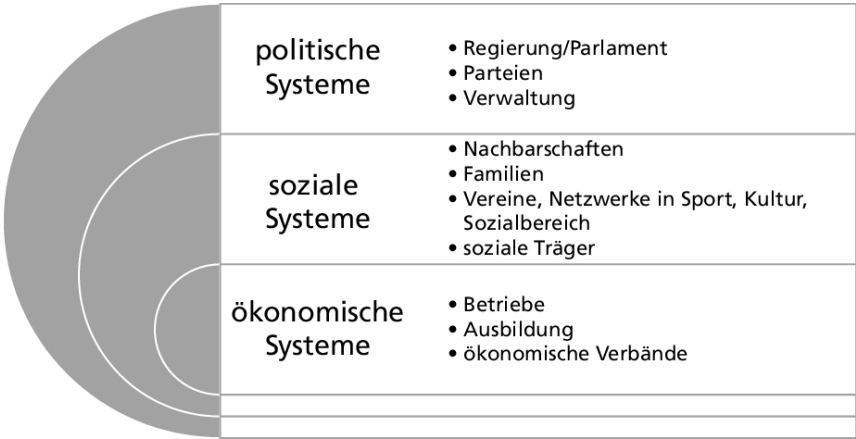 politische
Systeme
• Regierung/Parlament
• Parteien
• Verwaltung
soziale
Systeme
• Nachbarschaften
• Familien
• Vereine, Netzwerke in Sport, Kultur,
Sozialbereich
• soziale Träger
ökonomische
Systeme
• Betriebe
• Ausbildung
• ökonomische Verbände